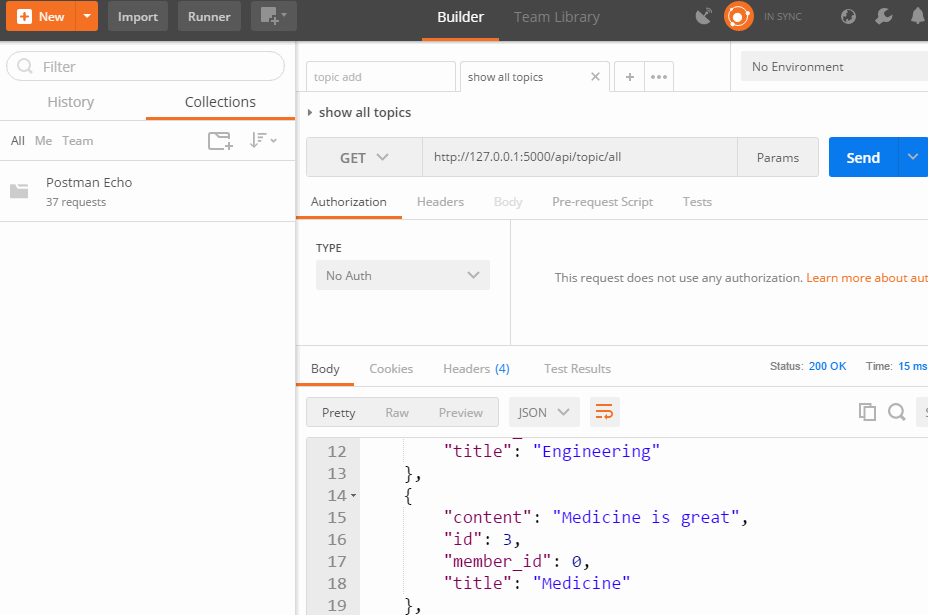 New Import Runner Builder Team Library IN SYNC
Filter
History Collections
All Me Team
Postman Echo
37 requests
topic add show all topics No Environment
show all topics
GET http://127.0.0.1:5000/api/topic/all Params Send
Authorization Headers Body Pre-request Script Tests
TYPE
No Auth
This request does not use any authorization. Learn more about aut
Body Cookies Headers (4) Test Results Status: 200 OK Time: 15 ms
Pretty Raw Preview JSON S
12 "title": "Engineering"
13 },
14 {
15 "content": "Medicine is great",
16 "id": 3,
17 "member_id": 0,
18 "title": "Medicine"
19 },